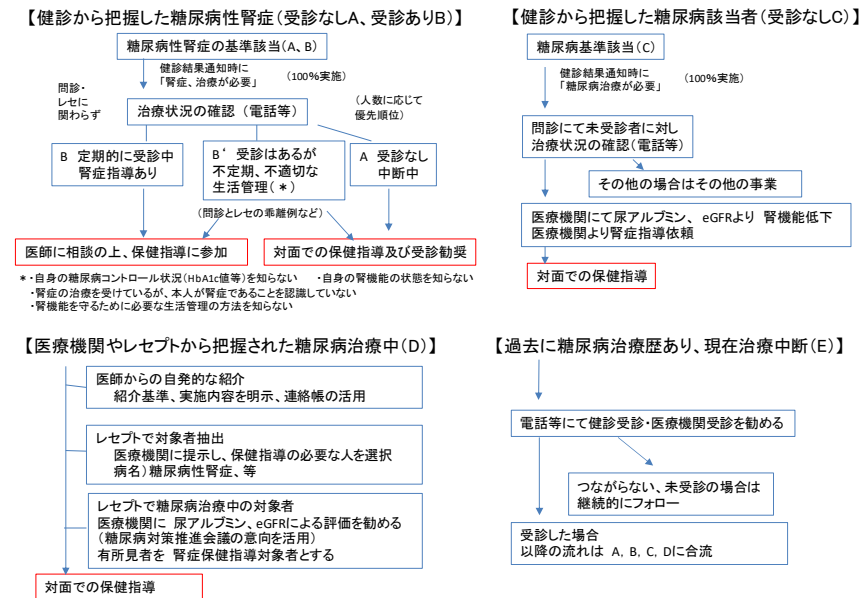 【健診から把握した糖尿病性腎症(受診なしA、受診ありB)】
糖尿病性腎症の基準該当(A、B)
健診結果通知時に
「腎症、治療が必要」
(100%実施)
問診・
レセに
関わらず
治療状況の確認(電話等)
(人数に応じて
優先順位)
B 定期的に受診中
腎症指導あり
B‘ 受診はあるが
不定期、不適切な
生活管理(*)
A 受診なし
中断中
(問診とレセの乖離例など)
医師に相談の上、保健指導に参加
対面での保健指導及び受診勧奨
*・自身の糖尿病コントロール状況(HbA1c値等)を知らない ・自身の腎機能の状態を知らない
・腎症の治療を受けているが、本人が腎症であることを認識していない
・腎機能を守るために必要な生活管理の方法を知らない
【健診から把握した糖尿病該当者(受診なしC)】
糖尿病基準該当(C)
健診結果通知時に
「糖尿病治療が必要」
(100%実施)
問診にて未受診者に対し
治療状況の確認(電話等)
その他の場合はその他の事業
医療機関にて尿アルブミン、eGFRより 腎機能低下
医療機関より腎症指導依頼
対面での保健指導
【医療機関やレセプトから把握された糖尿病治療中(D)】
医師からの自発的な紹介
紹介基準、実施内容を明示、連絡帳の活用
レセプトで対象者抽出
医療機関に提示し、保健指導の必要な人を選択
病名)糖尿病性腎症、等
レセプトで糖尿病治療中の対象者
医療機関に 尿アルブミン、eGFRによる評価を勧める
(糖尿病対策推進会議の意向を活用)
有所見者を 腎症保健指導対象者とする
対面での保健指導
【過去に糖尿病治療歴あり、現在治療中断(E)】
電話等にて健診受診・医療機関受診を勧める
つながらない、未受診の場合は
継続的にフォロー
受診した場合
以降の流れは A, B, C, Dに合流